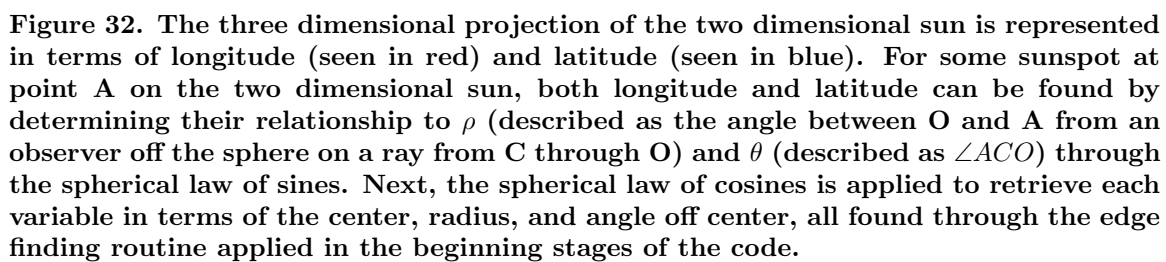 Figure 32. The three dimensional projection of the two dimensional sun is represented
in terms of longitude (seen in red) and latitude (seen in blue). For some sunspot at
point A on the two dimensional sun, both longitude and latitude can be found by
determining their relationship to ρ (described as the angle between O and A from an
observer off the sphere on a ray from C through O) and θ (described as ∠ACO) through
the spherical law of sines. Next, the spherical law of cosines is applied to retrieve each
variable in terms of the center, radius, and angle off center, all found through the edge
finding routine applied in the beginning stages of the code.